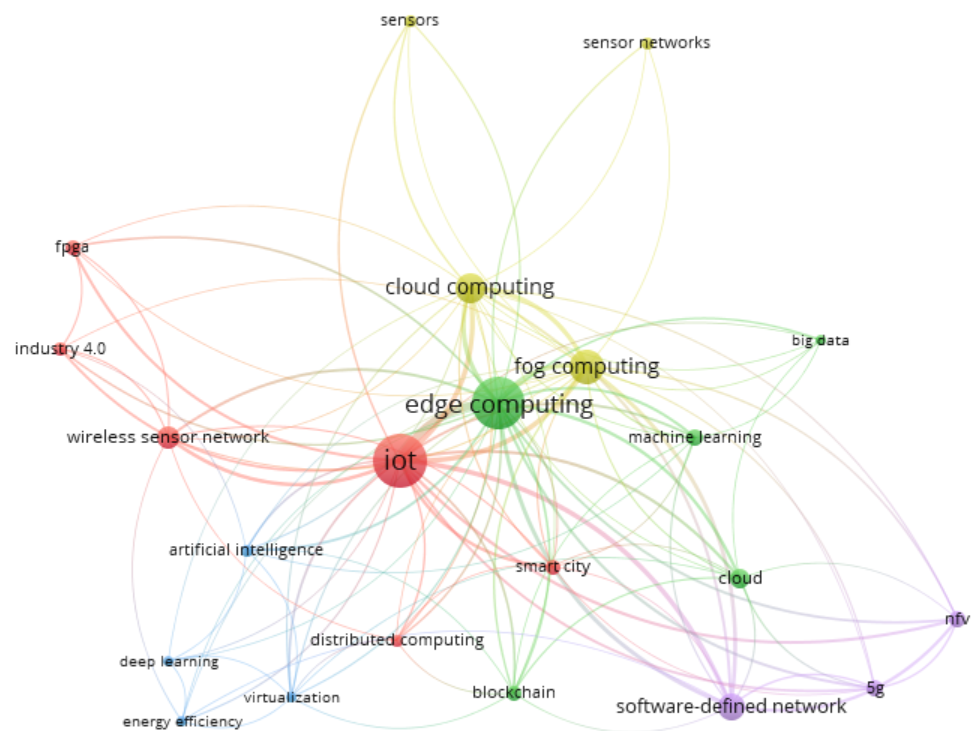 sensors
sensor networks
fpga
cloud computing
industry 4.0
big data
fog computing
edge computing
wireless sensor network
machine learning
iot
artificial intelligence
smart city
cloud
nfv
distributed computing
deep learning
5g
virtualization
blockchain
software-defined network
energy efficiency